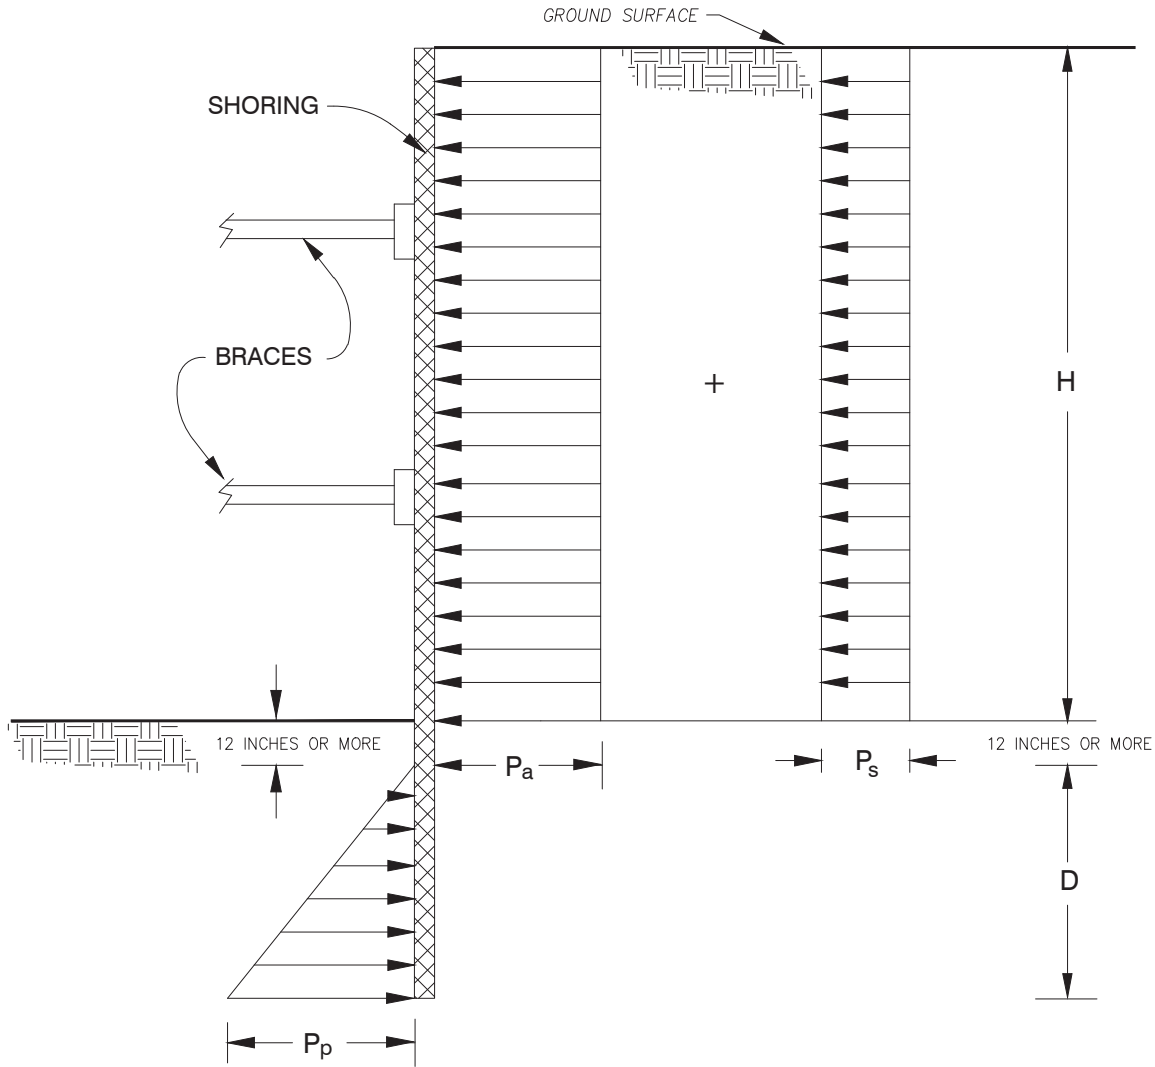 GROUND SURFACE
SHORING
BRACES
+
H
12 INCHES OR MORE
12 INCHES OR MORE
Pa
Ps
D
Pp